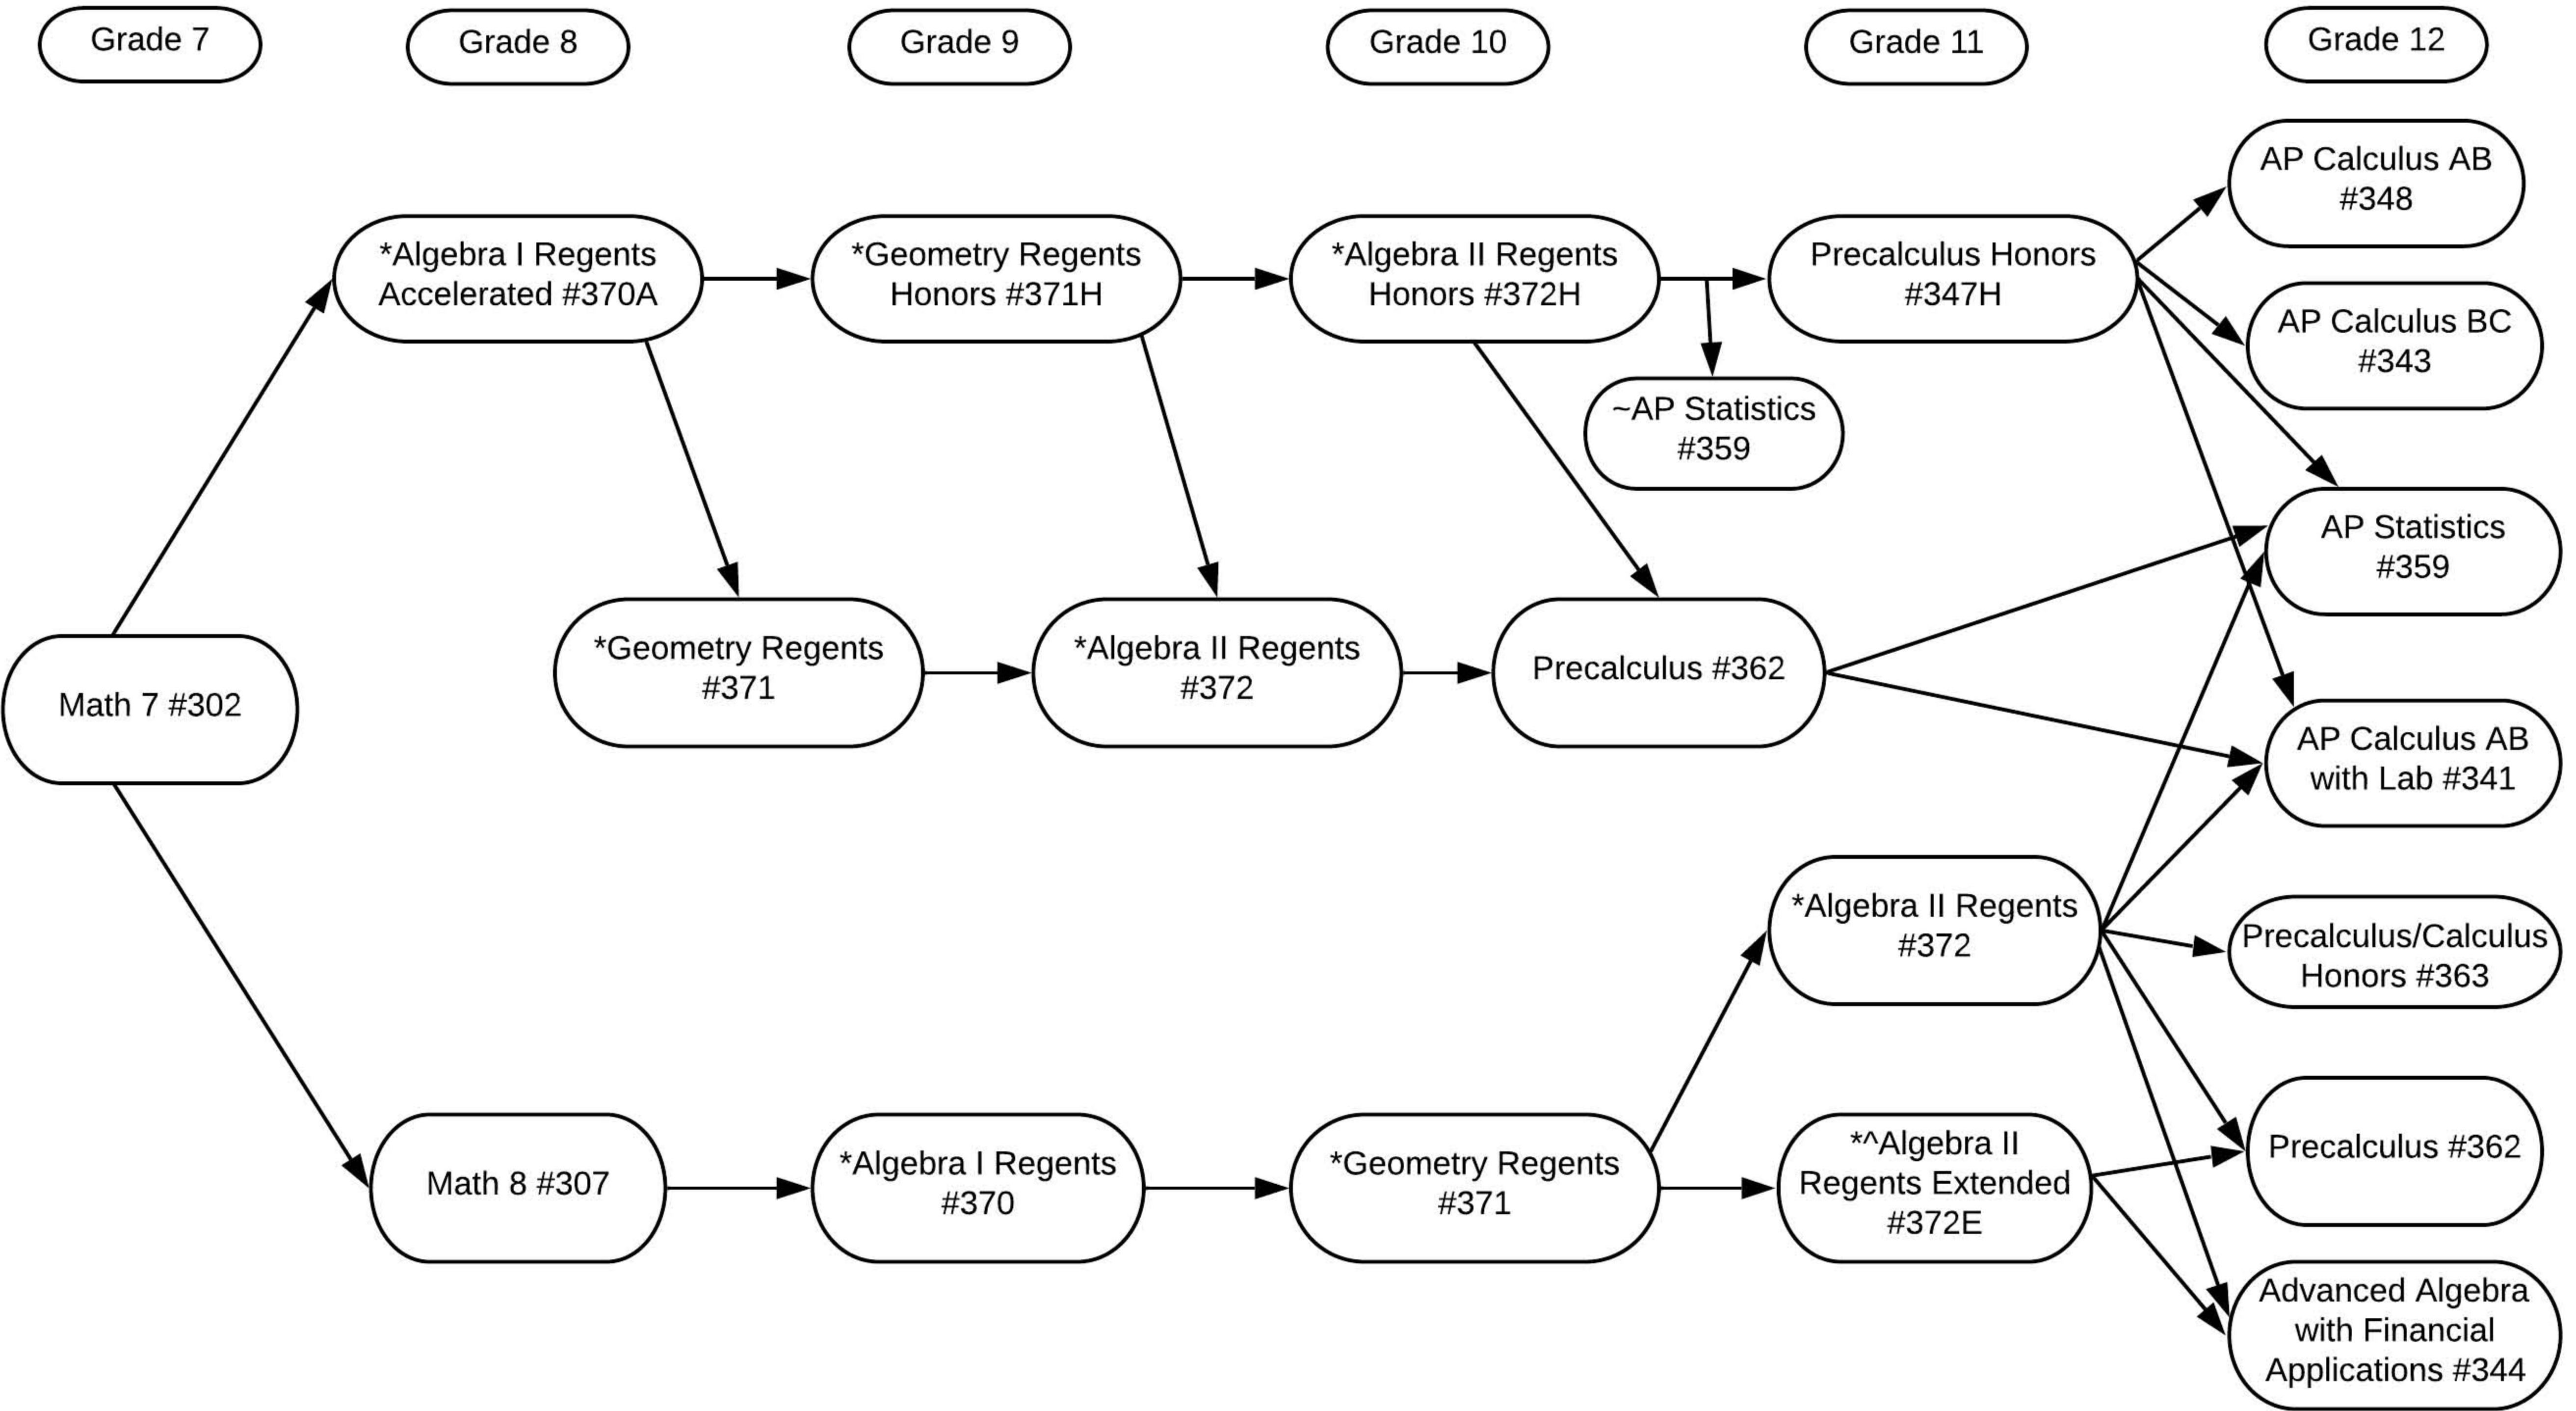 Grade 7
Grade 8
Grade 9
Grade 10
Grade 11
Grade 12
AP Calculus AB
#348
*Algebra I Regents
Accelerated #370A
*Geometry Regents
Honors #371H
*Algebra II Regents
Honors #372H
Precalculus Honors
#347H
AP Calculus BC
#343
~AP Statistics
#359
AP Statistics
#359
Math 7 #302
*Geometry Regents
#371
*Algebra II Regents
#372
Precalculus #362
AP Calculus AB
with Lab #341
*Algebra II Regents
#372
Precalculus/Calculus
Honors #363
Math 8 #307
*Algebra I Regents
#370
*Geometry Regents
#371
*^Algebra II
Regents Extended
#372E
Precalculus #362
Advanced Algebra
with Financial
Applications #344